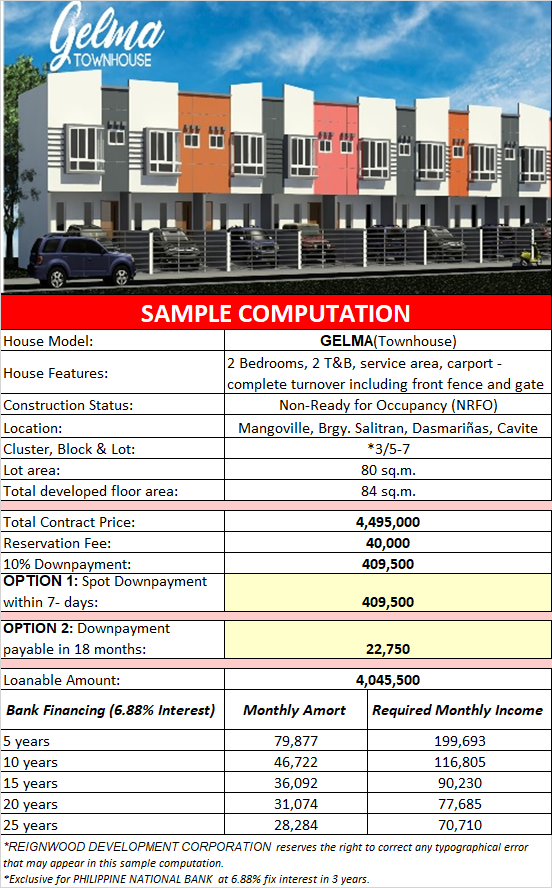 Gelma
TOWNHOUSE
SAMPLE COMPUTATION
House Model: GELMA(Townhouse)
House Features: 2 Bedrooms, 2 T&B, service area, carport -
complete turnover including front fence and gate
Construction Status: Non-Ready for Occupancy (NRFO)
Location: Mangoville, Brgy. Salitran, Dasmariñas, Cavite
Cluster, Block & Lot: *3/5-7
Lot area: 80 sq.m.
Total developed floor area: 84 sq.m.
Total Contract Price: 4,495,000
Reservation Fee: 40,000
10% Downpayment: 409,500
OPTION 1: Spot Downpayment
within 7- days: 409,500
OPTION 2: Downpayment
payable in 18 months: 22,750
Loanable Amount: 4,045,500
Bank Financing (6.88% Interest) Monthly Amort Required Monthly Income
5 years 79,877 199,693
10 years 46,722 116,805
15 years 36,092 90,230
20 years 31,074 77,685
25 years 28,284 70,710
*REIGNWOOD DEVELOPMENT CORPORATION reserves the right to correct any typographical error
that may appear in this sample computation.
*Exclusive for PHILIPPINE NATIONAL BANK at 6.88% fix interest in 3 years.